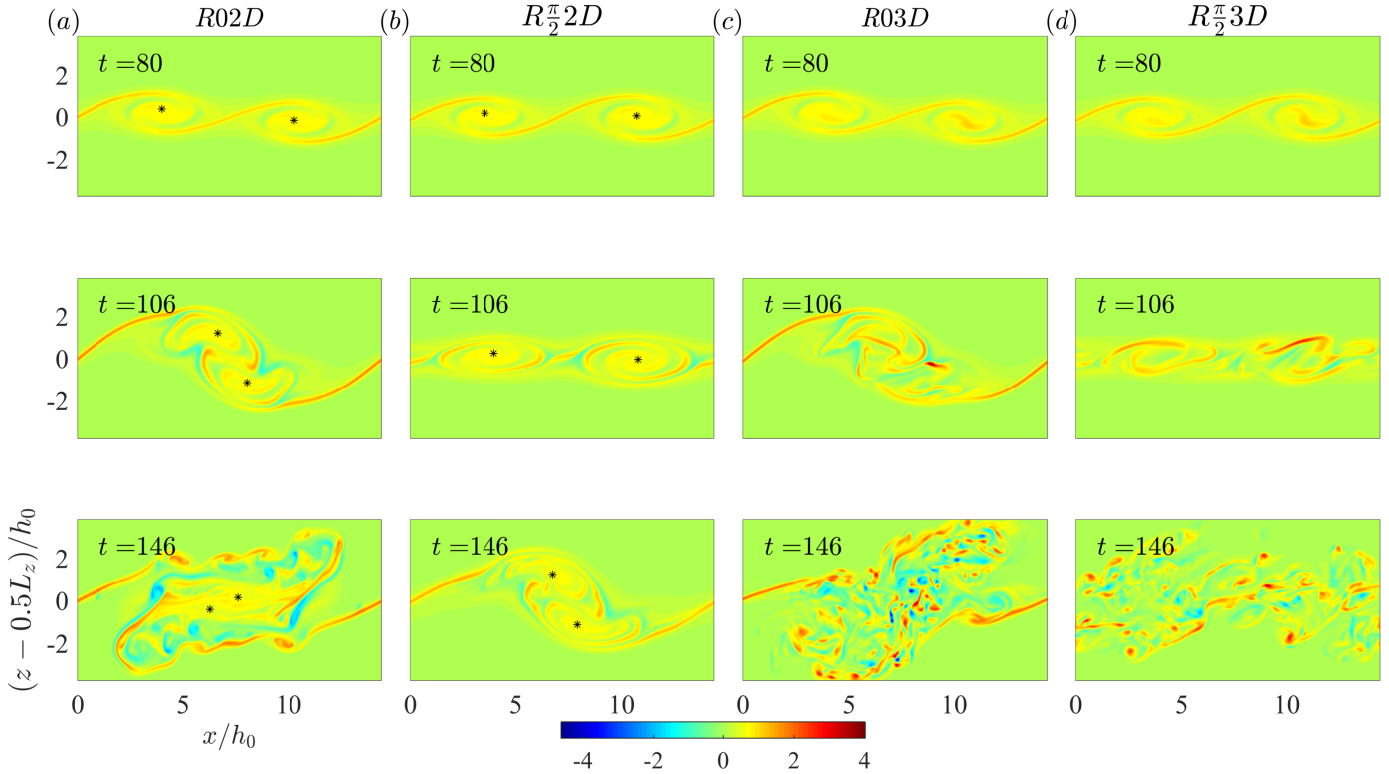 (a) R02D (b) R π/2 2D (c) R03D (d) R π/2 3D
t =80 t =80 t =80 t =80
2
0
-2
t =106 t =106 t =106 t =106
2
0
-2
t =146 t =146 t =146 t =146
2
0
-2
(z − 0.5L_z)/h_0
0 5 10 0 5 10 0 5 10 0 5 10
x/h_0
-4 -2 0 2 4